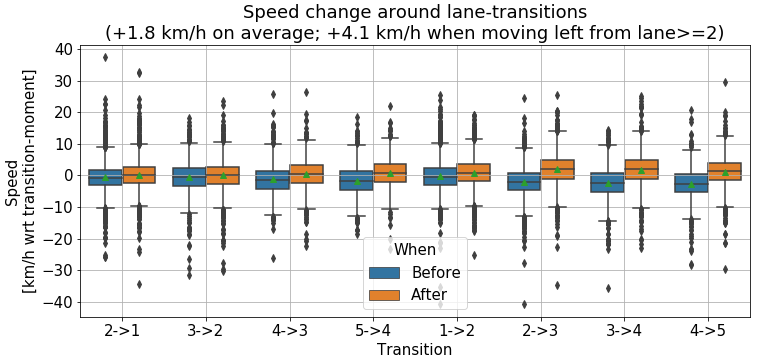 Speed change around lane-transitions
(+1.8 km/h on average; +4.1 km/h when moving left from lane>=2)
40
30
20
10
0
−10
−20
−30
−40
Speed
[km/h wrt transition-moment]
When
Before
After
2->1
3->2
4->3
5->4
1->2
2->3
3->4
4->5
Transition